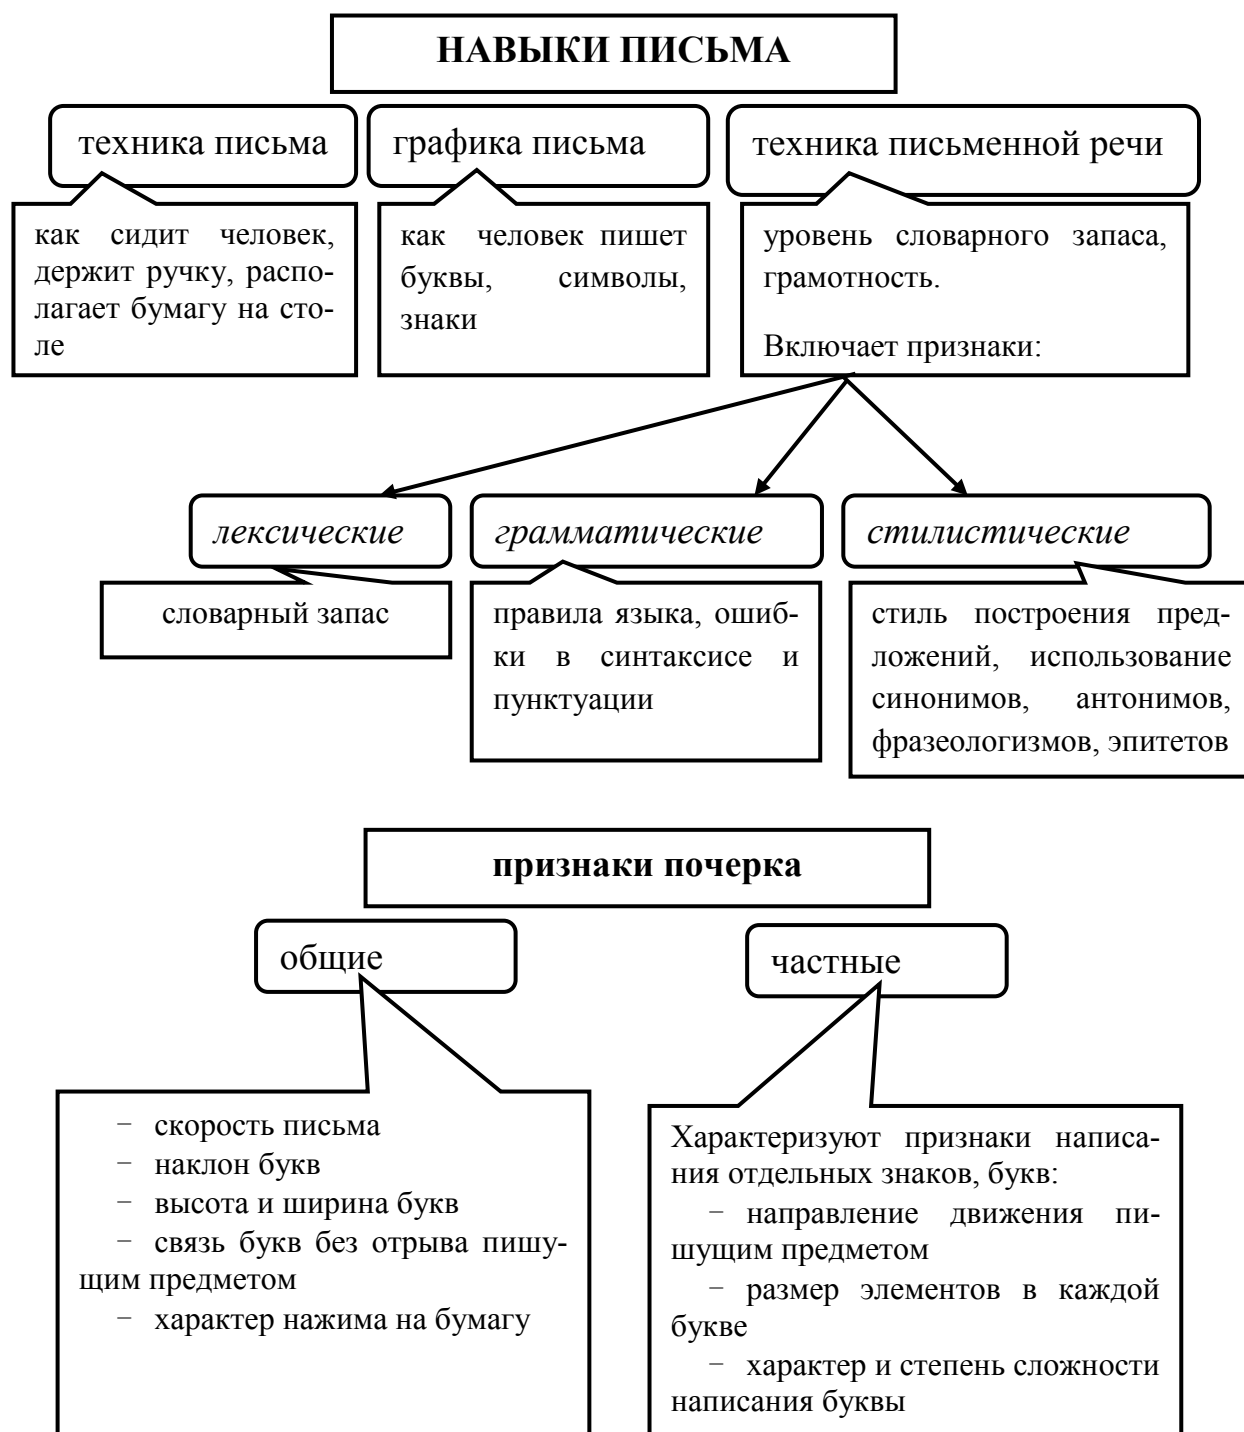 НАВЫКИ ПИСЬМА
техника письма
графика письма
техника письменной речи
как сидит человек,
держит ручку, распо-
лагает бумагу на сто-
ле
как человек пишет
буквы, символы,
знаки
уровень словарного запаса,
грамотность.
Включает признаки:
лексические
грамматические
стилистические
словарный запас
правила языка, ошиб-
ки в синтаксисе и
пунктуации
стиль построения пред-
ложений, использование
синонимов, антонимов,
фразеологизмов, эпитетов
признаки почерка
общие
частные
− скорость письма
− наклон букв
− высота и ширина букв
− связь букв без отрыва пишу-
щим предметом
− характер нажима на бумагу
Характеризуют признаки написа-
ния отдельных знаков, букв:
− направление движения пи-
шущим предметом
− размер элементов в каждой
букве
− характер и степень сложности
написания буквы